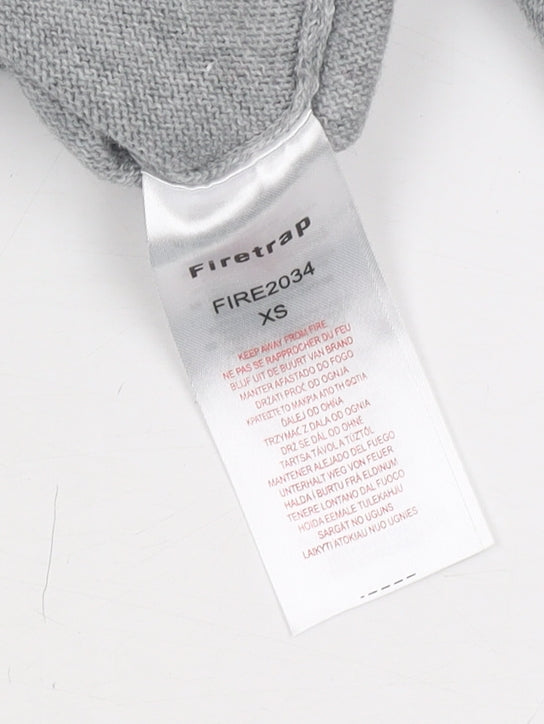 Firetrap
FIRE2034
XS
KEEP AWAY FROM FIRE
NE PAS SE RAPPROCHER DU FEU
BLIJF UIT DE BUURT VAN BRAND
MANTER AFASTADO DO FOGO
DRŽATI PROČ OD OGNJA
ΚΡΑΤΕΙΣΤΕ ΤΟ ΜΑΚΡΙΑ ΑΠΟ ΤΗ ΦΩΤΙΑ
ĎALEJ OD OHŇA
TRZYMAĆ Z DALA OD OGNIA
DRŽ SE DÁL OD OHNĚ
TARTSA TÁVOL A TŰZTŐL
MANTENER ALEJADO DEL FUEGO
UNTERHALT WEG VON FEUER
HALDA Í BURTU FRÁ ELDINUM
TENERE LONTANO DAL FUOCO
HOIDA EEMALE TULEKAHJU
SARGĀT NO UGUNS
LAIKYTI ATOKIAU NUO UGNIES